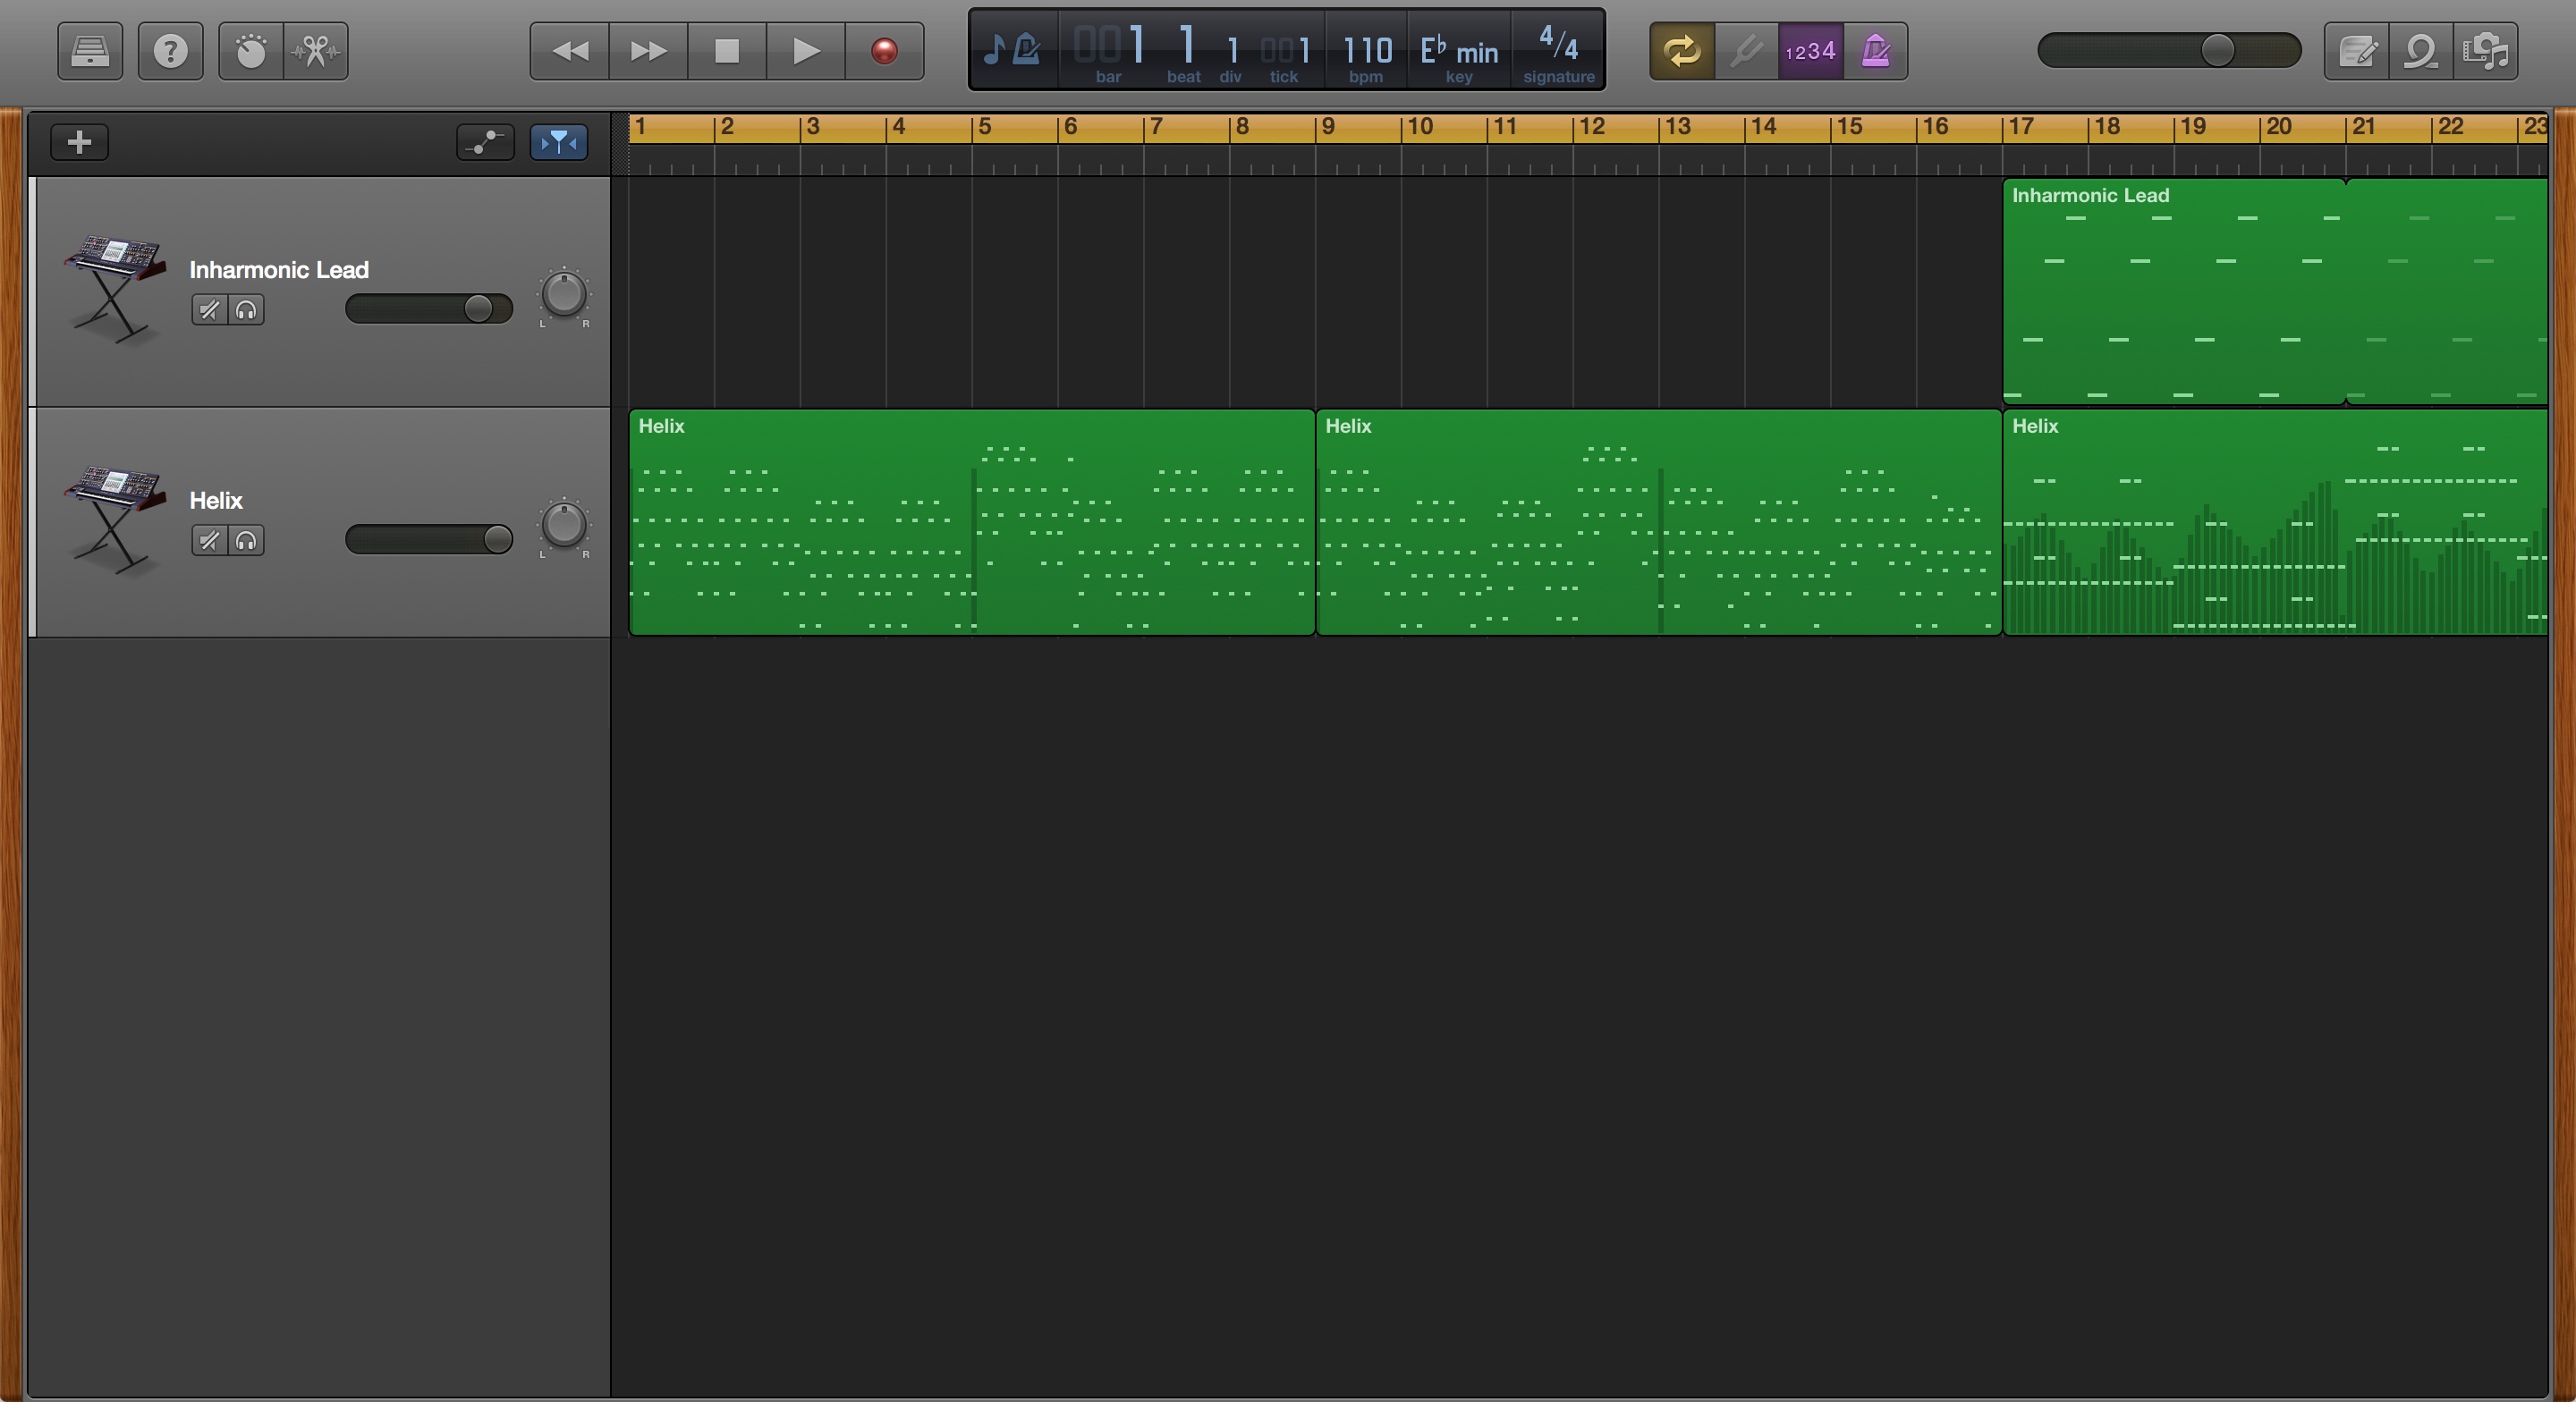 ?
001 1 1 001 110 E♭ min 4/4
bar beat div tick bpm key signature
1234
1 2 3 4 5 6 7 8 9 10 11 12 13 14 15 16 17 18 19 20 21 22 23
Inharmonic Lead
Inharmonic Lead
L R
Helix Helix Helix
Helix
L R